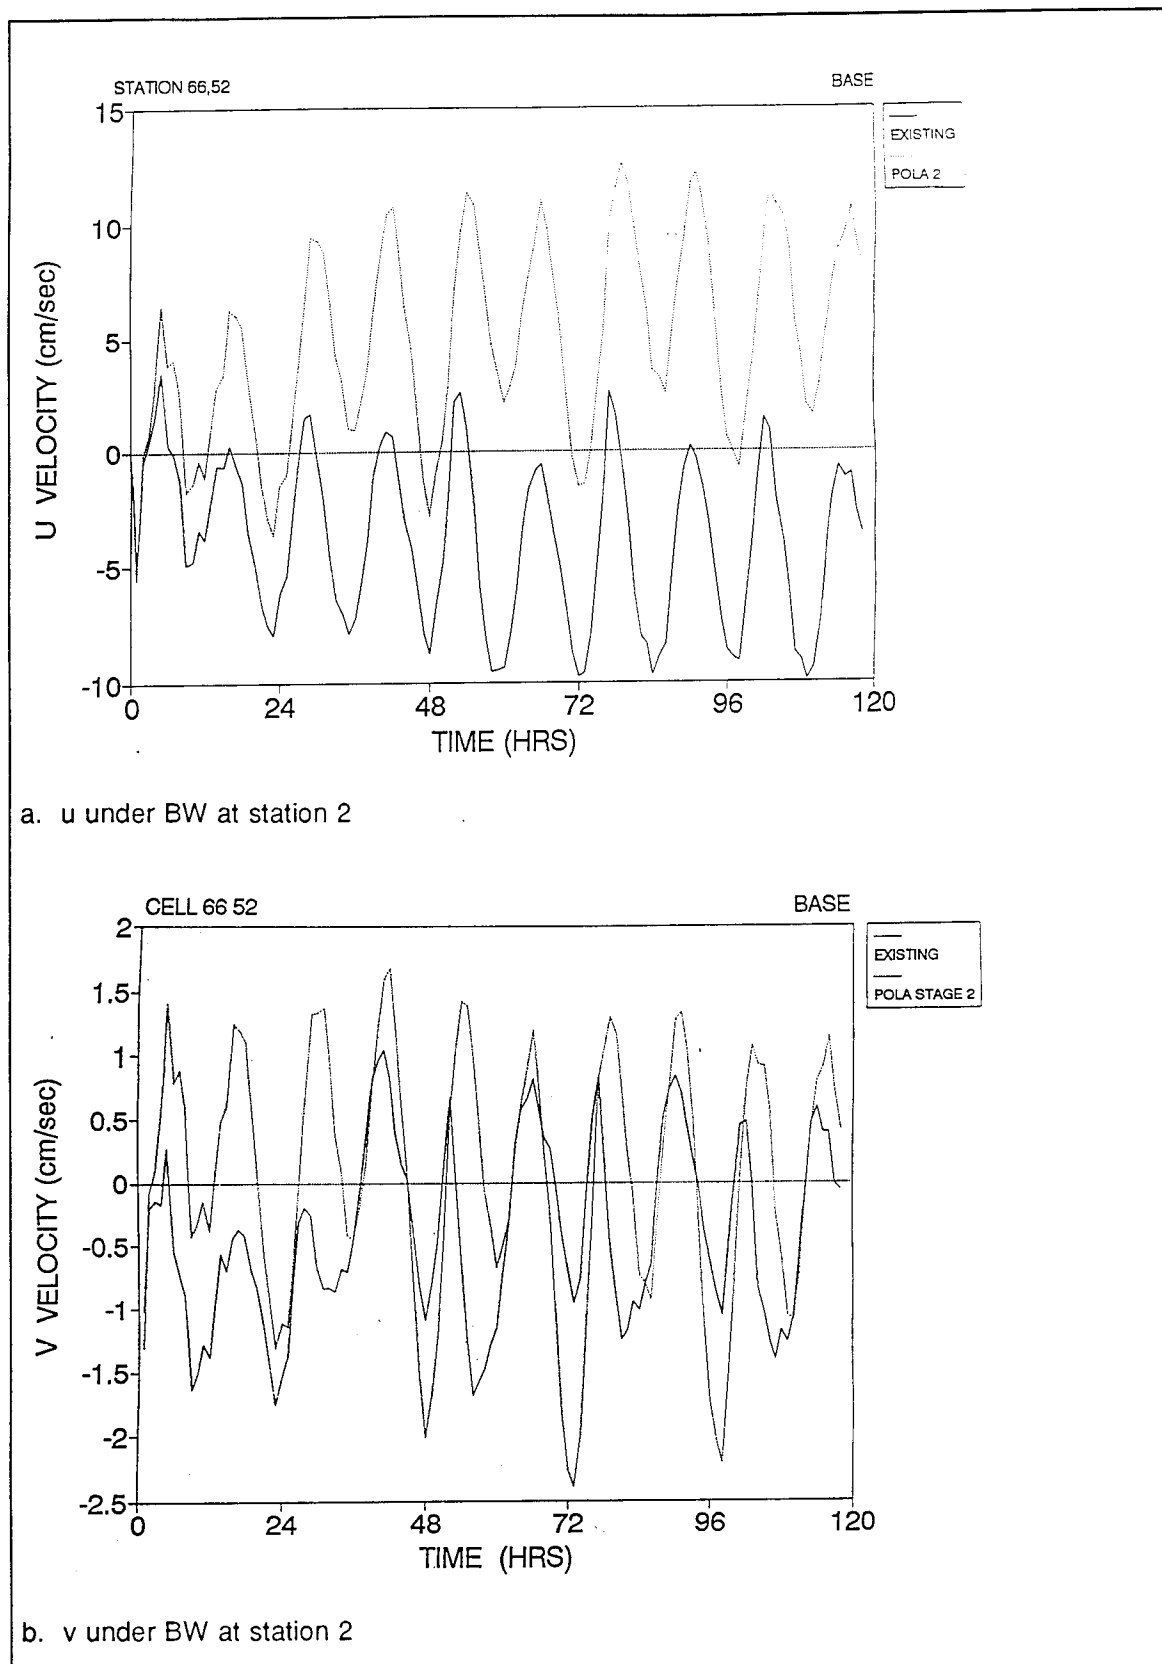 STATION 66,52
BASE
15
10
5
0
-5
-10
U VELOCITY (cm/sec)
EXISTING
POLA 2
0 24 48 72 96 120
TIME (HRS)
a. u under BW at station 2
CELL 66 52
BASE
2
1.5
1
0.5
0
-0.5
-1
-1.5
-2
-2.5
V VELOCITY (cm/sec)
EXISTING
POLA STAGE 2
0 24 48 72 96 120
TIME (HRS)
b. v under BW at station 2